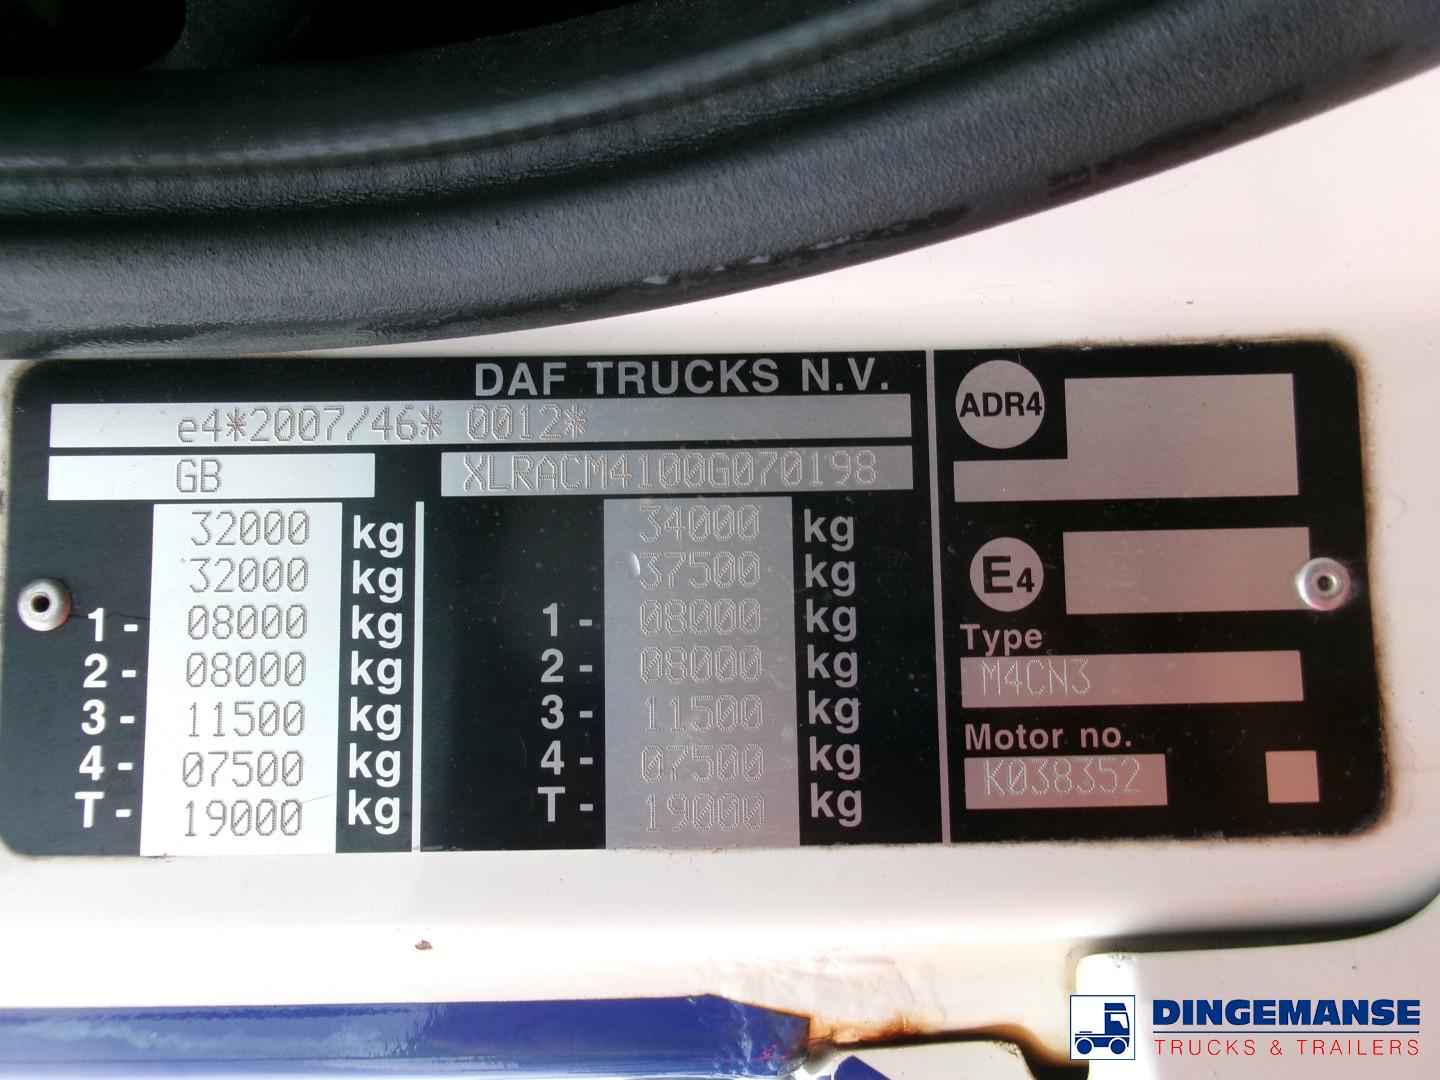 DAF TRUCKS N.V.
e4*2007/46* 0012*
GB XLRACM4100G070198
32000 kg 34000 kg
32000 kg 37500 kg
1- 08000 kg 1- 08000 kg
2- 08000 kg 2- 08000 kg
3- 11500 kg 3- 11500 kg
4- 07500 kg 4- 07500 kg
T- 19000 kg T- 19000 kg
ADR4
E4
Type
M4CN3
Motor no.
K038352
DINGEMANSE
TRUCKS & TRAILERS